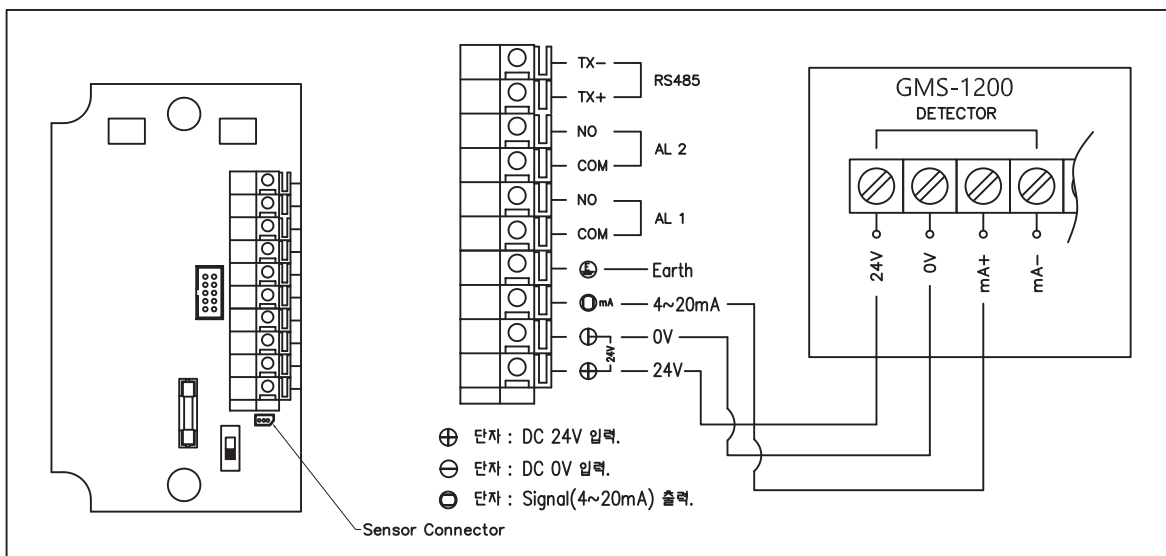 TX-
RS485
TX+
NO
AL 2
COM
NO
AL 1
COM
E
Earth
mA
4~20mA
0V
24V
24V
단자 : DC 24V 입력.
단자 : DC 0V 입력.
단자 : Signal(4~20mA) 출력.
Sensor Connector
GMS-1200
DETECTOR
24V
0V
mA+
mA-